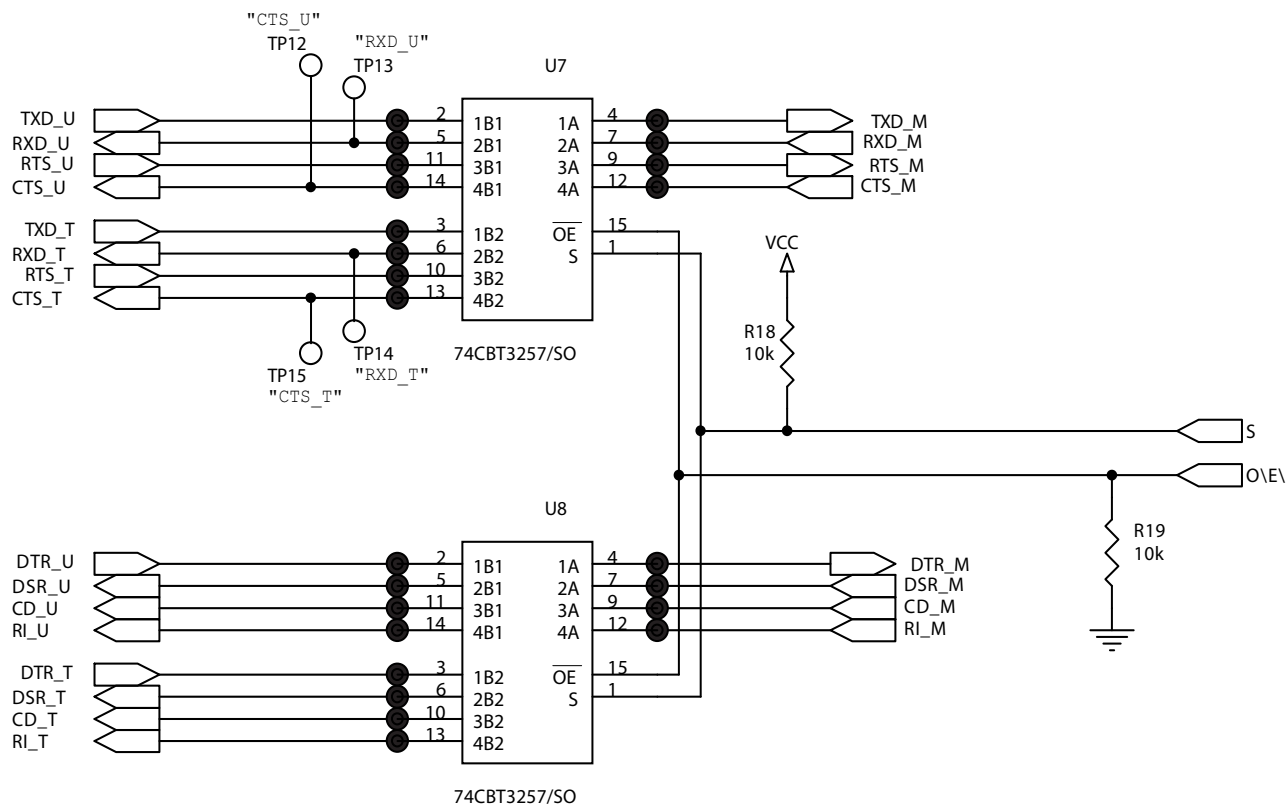 "CTS_U"
TP12
"RXD_U"
TP13
U7
TXD_U 2 1B1 1A 4 TXD_M
RXD_U 5 2B1 2A 7 RXD_M
RTS_U 11 3B1 3A 9 RTS_M
CTS_U 14 4B1 4A 12 CTS_M
TXD_T 3 1B2 OE 15
RXD_T 6 2B2 S 1
RTS_T 10 3B2
CTS_T 13 4B2
VCC
R18
10k
TP14
"RXD_T"
TP15
"CTS_T"
74CBT3257/SO
S
O\E\
R19
10k
U8
DTR_U 2 1B1 1A 4 DTR_M
DSR_U 5 2B1 2A 7 DSR_M
CD_U 11 3B1 3A 9 CD_M
RI_U 14 4B1 4A 12 RI_M
DTR_T 3 1B2 OE 15
DSR_T 6 2B2 S 1
CD_T 10 3B2
RI_T 13 4B2
74CBT3257/SO